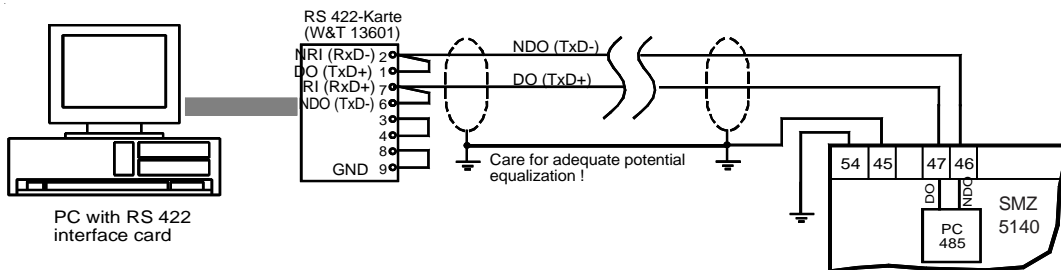 RS 422-Karte
(W&T 13601)
NRI (RxD-) 2
DO (TxD+) 1
RI (RxD+) 7
NDO (TxD-) 6
3
4
8
GND 9
NDO (TxD-)
DO (TxD+)
Care for adequate potential
equalization !
54 45 47 46
DO NDO
PC
485
SMZ
5140
PC with RS 422
interface card